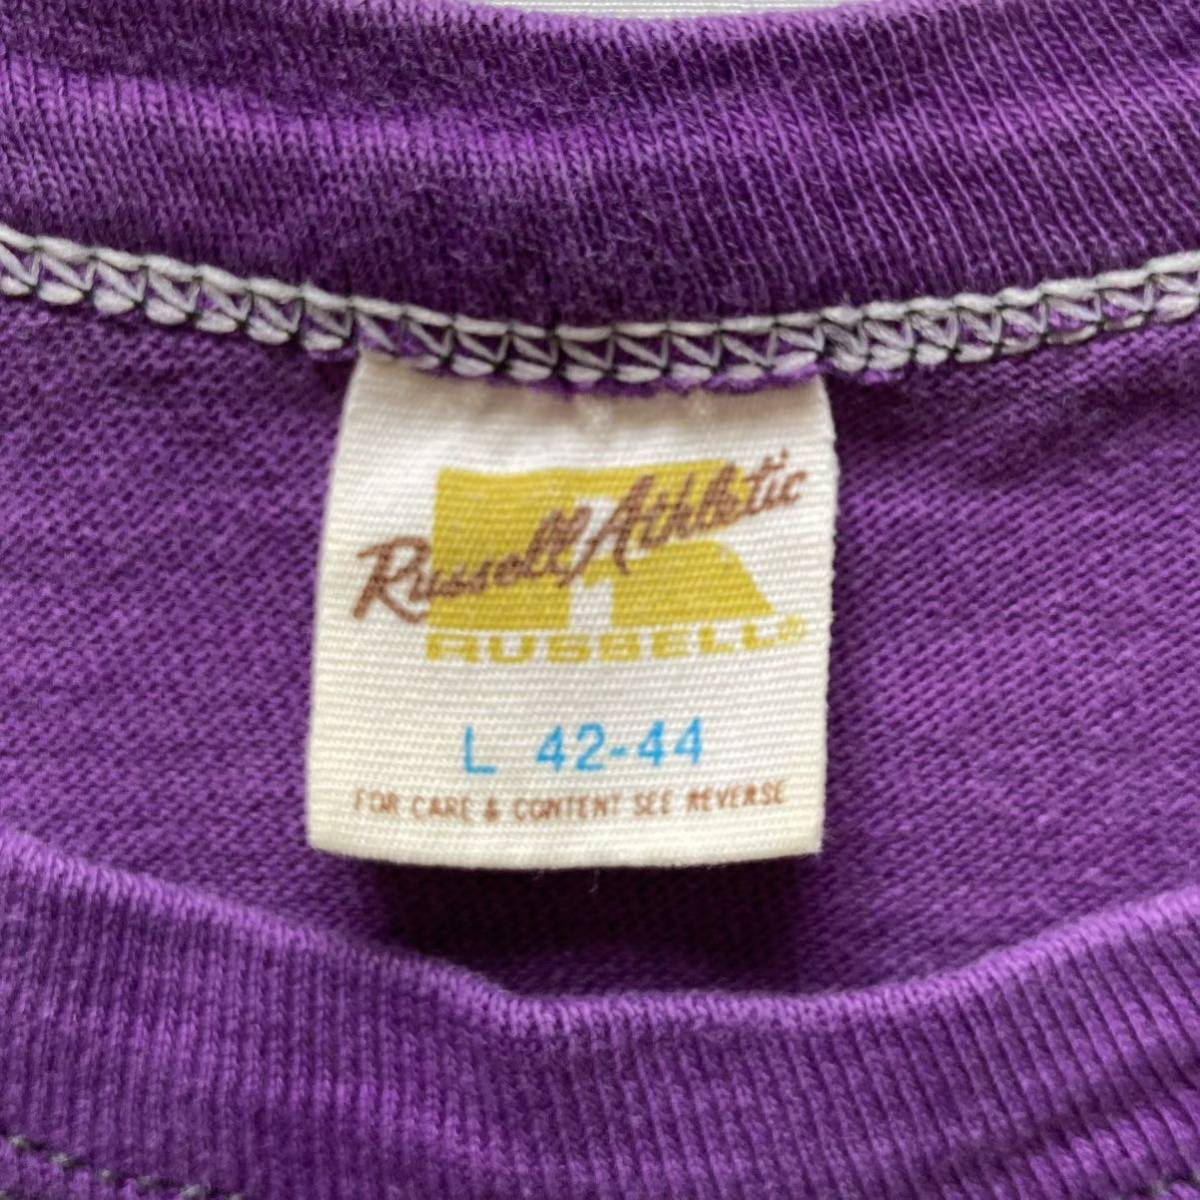 Russell Athletic
RUSSELL®
L 42-44
FOR CARE & CONTENT SEE REVERSE